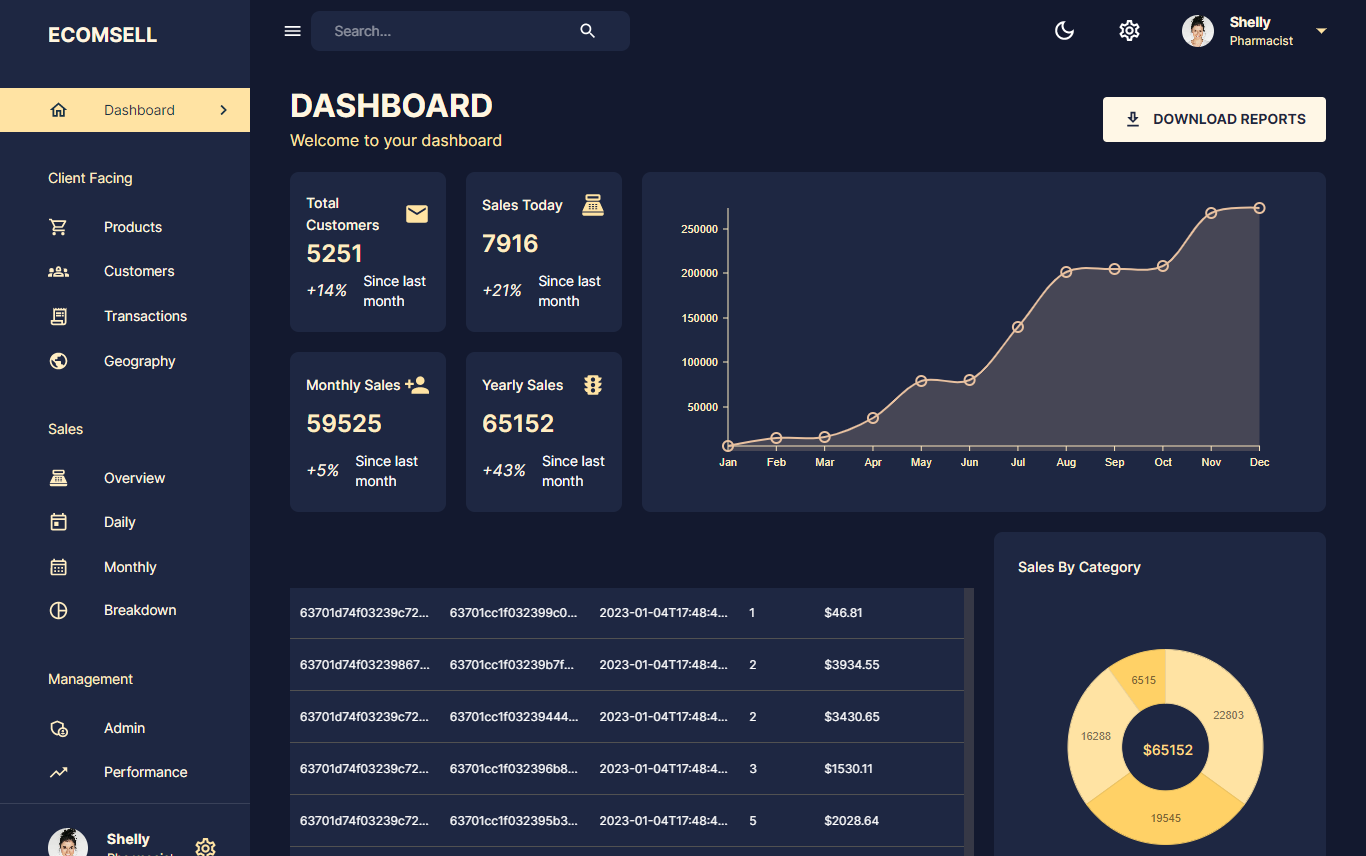 ECOMSELL
Search...
Shelly
Pharmacist
Dashboard
Client Facing
Products
Customers
Transactions
Geography
Sales
Overview
Daily
Monthly
Breakdown
Management
Admin
Performance
Shelly
Pharmacist
DASHBOARD
Welcome to your dashboard
DOWNLOAD REPORTS
Total
Customers
5251
+14%
Since last
month
Sales Today
7916
+21%
Since last
month
Monthly Sales
59525
+5%
Since last
month
Yearly Sales
65152
+43%
Since last
month
250000
200000
150000
100000
50000
Jan Feb Mar Apr May Jun Jul Aug Sep Oct Nov Dec
63701d74f03239c72... 63701cc1f032399c0... 2023-01-04T17:48:4... 1 $46.81
63701d74f03239867... 63701cc1f03239b7f... 2023-01-04T17:48:4... 2 $3934.55
63701d74f03239c72... 63701cc1f03239444... 2023-01-04T17:48:4... 2 $3430.65
63701d74f03239c72... 63701cc1f032396b8... 2023-01-04T17:48:4... 3 $1530.11
63701d74f03239c72... 63701cc1f032395b3... 2023-01-04T17:48:4... 5 $2028.64
Sales By Category
6515
22803
16288
$65152
19545